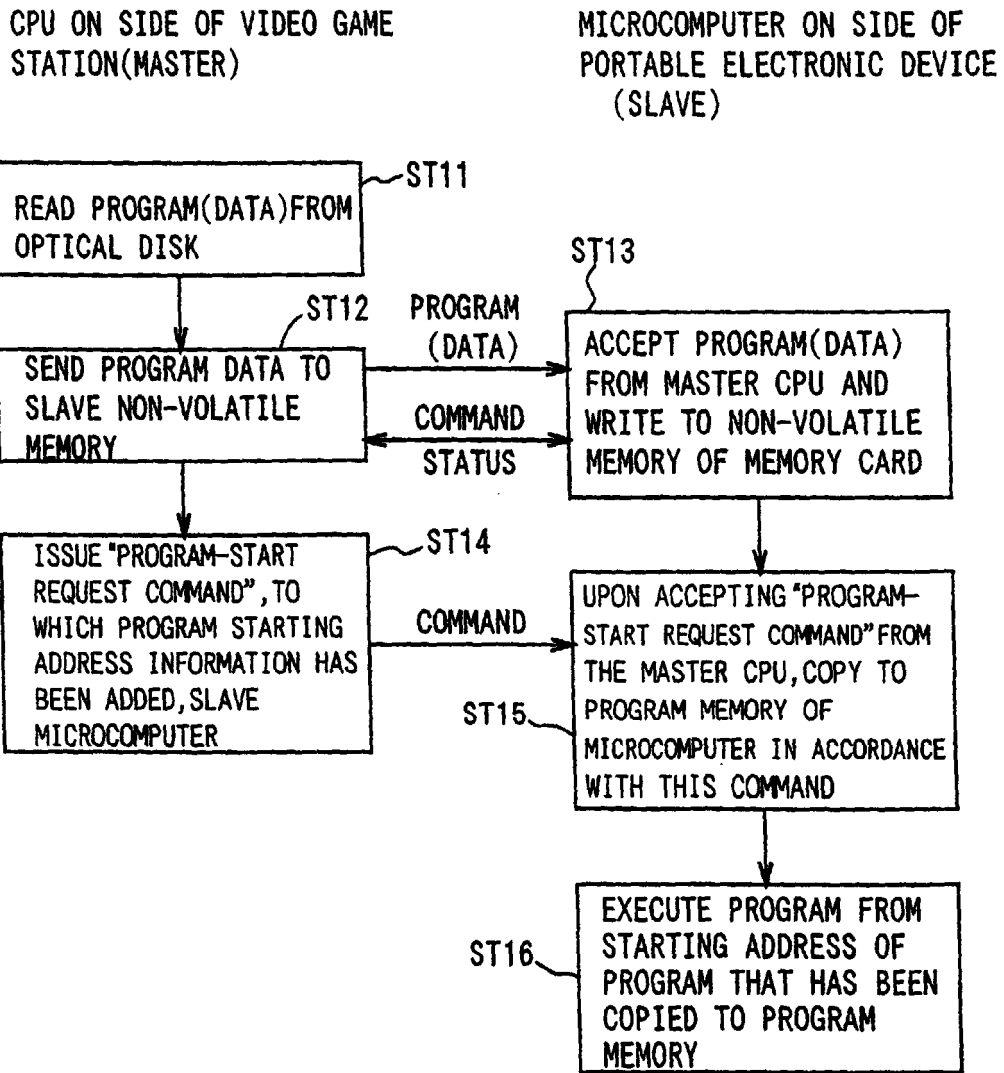 CPU ON SIDE OF VIDEO GAME
STATION(MASTER)
MICROCOMPUTER ON SIDE OF
PORTABLE ELECTRONIC DEVICE
(SLAVE)
ST11
READ PROGRAM(DATA)FROM
OPTICAL DISK
ST12
SEND PROGRAM DATA TO
SLAVE NON-VOLATILE
MEMORY
PROGRAM
(DATA)
COMMAND
STATUS
ST13
ACCEPT PROGRAM(DATA)
FROM MASTER CPU AND
WRITE TO NON-VOLATILE
MEMORY OF MEMORY CARD
ST14
ISSUE "PROGRAM-START
REQUEST COMMAND",TO
WHICH PROGRAM STARTING
ADDRESS INFORMATION HAS
BEEN ADDED,SLAVE
MICROCOMPUTER
COMMAND
ST15
UPON ACCEPTING "PROGRAM-
START REQUEST COMMAND"FROM
THE MASTER CPU,COPY TO
PROGRAM MEMORY OF
MICROCOMPUTER IN ACCORDANCE
WITH THIS COMMAND
ST16
EXECUTE PROGRAM FROM
STARTING ADDRESS OF
PROGRAM THAT HAS BEEN
COPIED TO PROGRAM
MEMORY